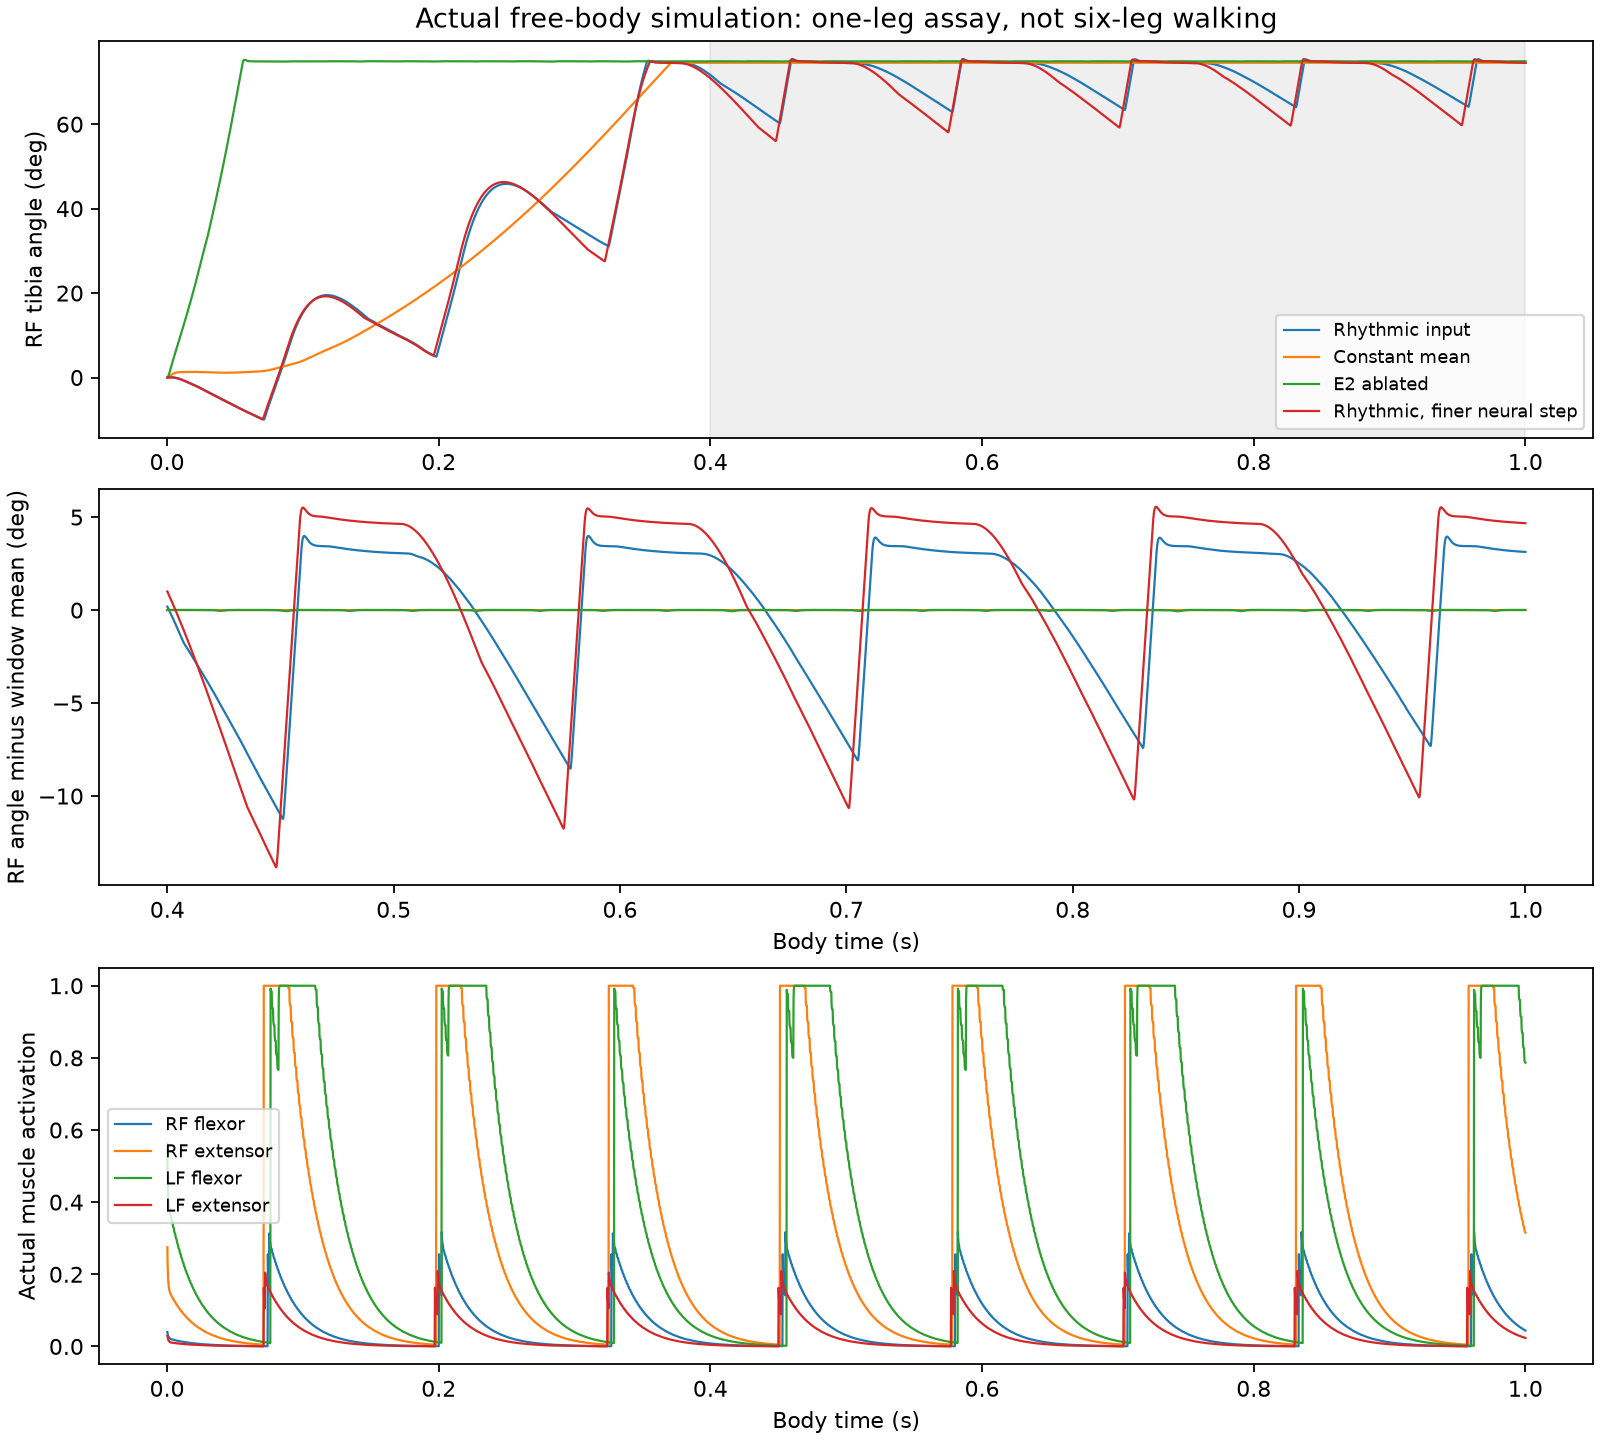 Actual free-body simulation: one-leg assay, not six-leg walking
RF tibia angle (deg)
60
40
20
0
Rhythmic input
Constant mean
E2 ablated
Rhythmic, finer neural step
0.0 0.2 0.4 0.6 0.8 1.0
RF angle minus window mean (deg)
5
0
−5
−10
0.4 0.5 0.6 0.7 0.8 0.9 1.0
Body time (s)
Actual muscle activation
1.0
0.8
0.6
0.4
0.2
0.0
RF flexor
RF extensor
LF flexor
LF extensor
0.0 0.2 0.4 0.6 0.8 1.0
Body time (s)